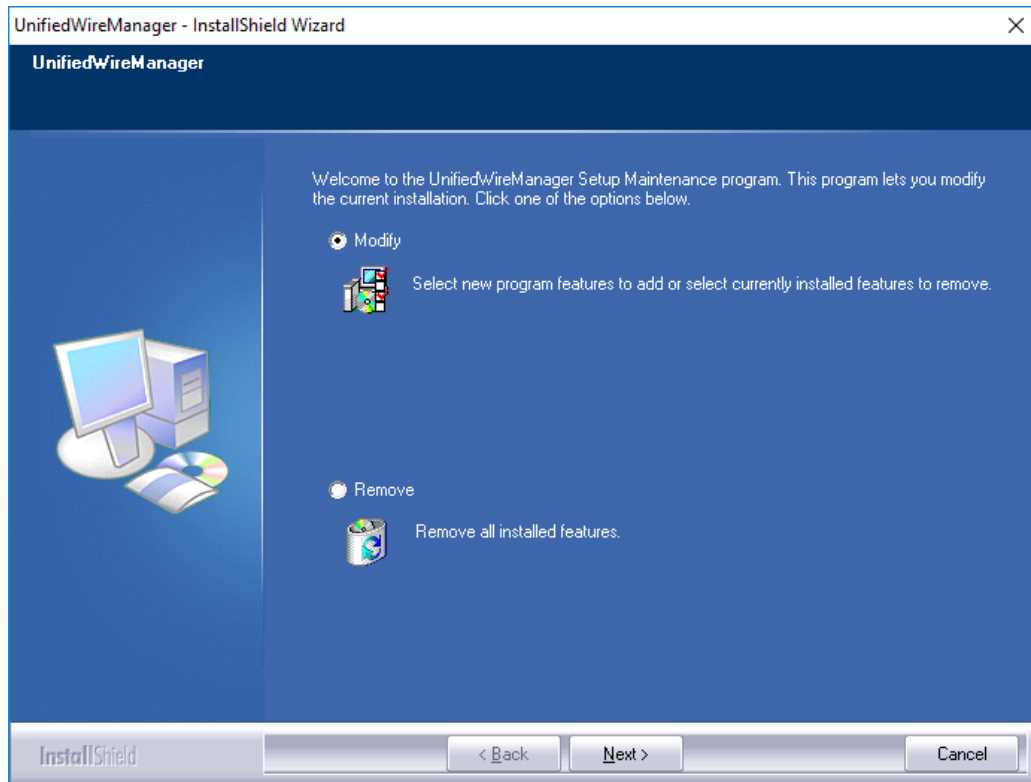 UnifiedWireManager - InstallShield Wizard
UnifiedWireManager
Welcome to the UnifiedWireManager Setup Maintenance program. This program lets you modify
the current installation. Click one of the options below.
Modify
Select new program features to add or select currently installed features to remove.
Remove
Remove all installed features.
InstallShield
< Back
Next >
Cancel